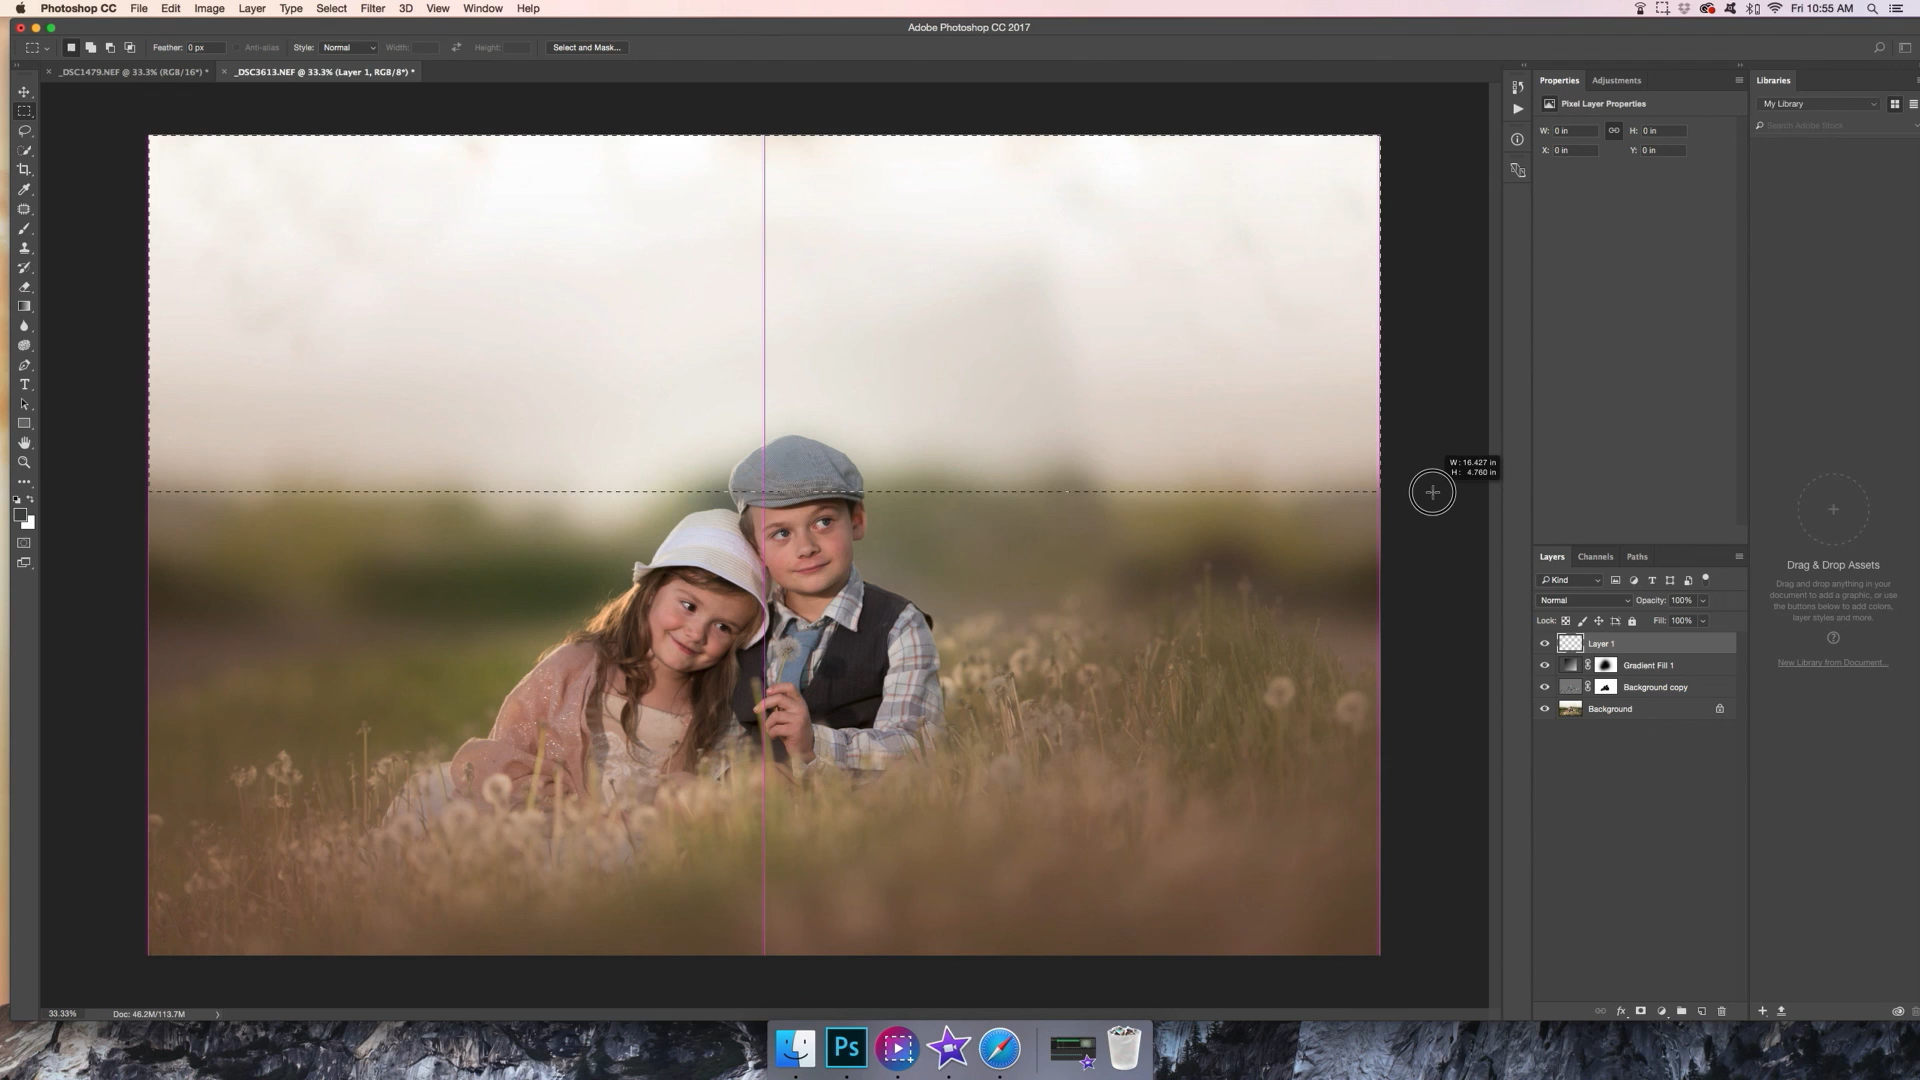 Photoshop CC File Edit Image Layer Type Select Filter 3D View Window Help Fri 10:55 AM
Adobe Photoshop CC 2017
Feather: 0 px Anti-alias Style: Normal Width: Height: Select and Mask...
_DSC1479.NEF @ 33.3% (RGB/16*) * _DSC3613.NEF @ 33.3% (Layer 1, RGB/8*) *
Properties Adjustments
Libraries
Pixel Layer Properties
My Library
W: 0 in H: 0 in
Search Adobe Stock
X: 0 in Y: 0 in
W: 16.427 in
H: 4.760 in
Layers Channels Paths
Drag & Drop Assets
Drag and drop anything in your
document to add a graphic, or use
the buttons below to add colors,
layer styles and more.
New Library from Document...
Kind
Normal Opacity: 100%
Lock: Fill: 100%
Layer 1
Gradient Fill 1
Background copy
Background
33.33% Doc: 46.2M/113.7M
Ps